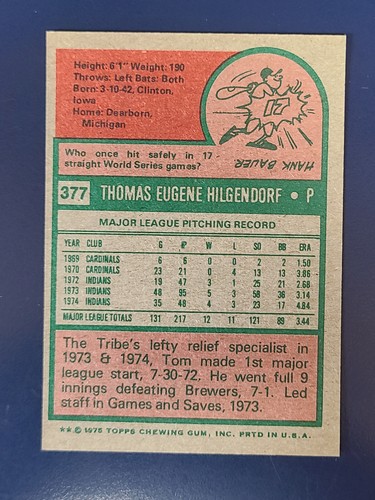 Height: 6'1" Weight: 190
Throws: Left Bats: Both
Born: 3-10-42, Clinton,
Iowa
Home: Dearborn,
Michigan
17
HANK BAUER
Who once hit safely in 17
straight World Series games?
377 THOMAS EUGENE HILGENDORF • P
MAJOR LEAGUE PITCHING RECORD
YEAR CLUB G IP W L SO BB ERA
1969 CARDINALS 6 6 0 0 2 2 1.50
1970 CARDINALS 23 21 0 4 13 13 3.86
1972 INDIANS 19 47 3 1 25 21 2.68
1973 INDIANS 48 95 5 3 58 36 3.14
1974 INDIANS 35 48 4 3 23 17 4.84
MAJOR LEAGUE TOTALS 131 217 12 11 121 89 3.44
The Tribe's lefty relief specialist in
1973 & 1974, Tom made 1st major
league start, 7-30-72. He went full 9
innings defeating Brewers, 7-1. Led
staff in Games and Saves, 1973.
★★ © 1975 TOPPS CHEWING GUM, INC. PRTD IN U.S.A.